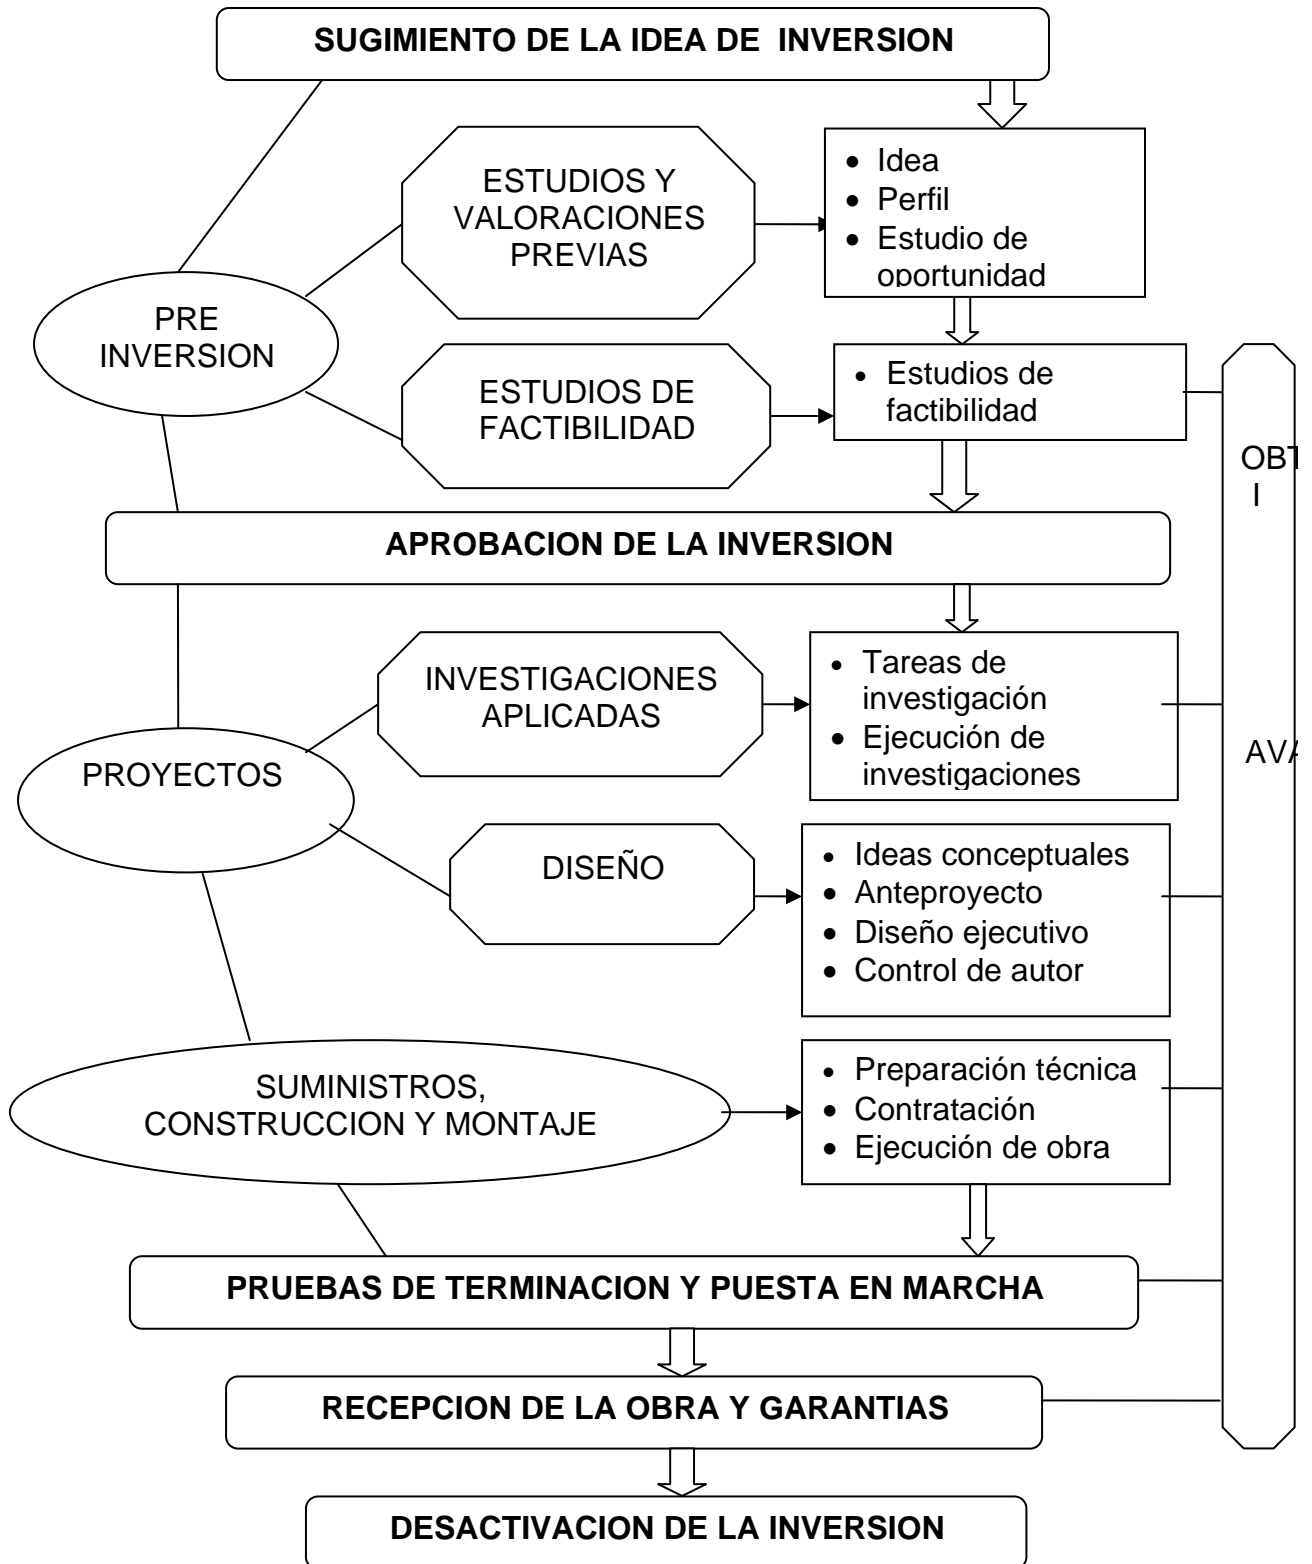 SUGIMIENTO DE LA IDEA DE INVERSION
ESTUDIOS Y
VALORACIONES
PREVIAS
• Idea
• Perfil
• Estudio de
oportunidad
PRE
INVERSION
ESTUDIOS DE
FACTIBILIDAD
• Estudios de
factibilidad
OBT
I
APROBACION DE LA INVERSION
INVESTIGACIONES
APLICADAS
• Tareas de
investigación
• Ejecución de
investigaciones
AVA
PROYECTOS
DISEÑO
• Ideas conceptuales
• Anteproyecto
• Diseño ejecutivo
• Control de autor
SUMINISTROS,
CONSTRUCCION Y MONTAJE
• Preparación técnica
• Contratación
• Ejecución de obra
PRUEBAS DE TERMINACION Y PUESTA EN MARCHA
RECEPCION DE LA OBRA Y GARANTIAS
DESACTIVACION DE LA INVERSION